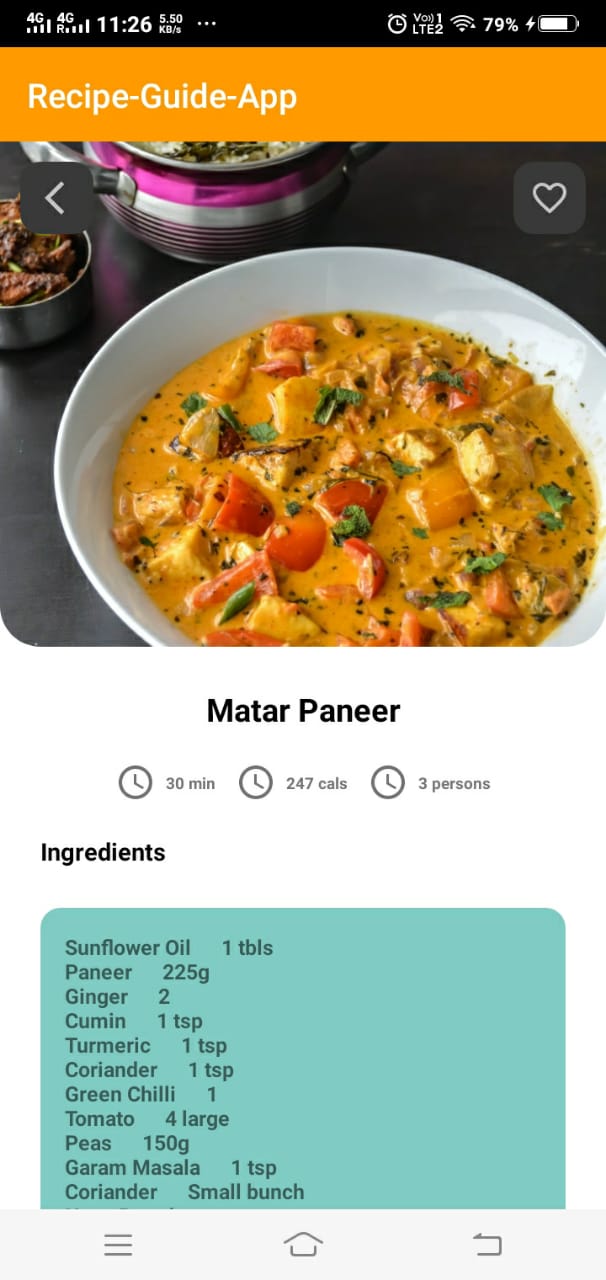 4G 4G R 11:26 5.50 KB/s ... Vo)) 1 LTE2 79%
Recipe-Guide-App
Matar Paneer
30 min 247 cals 3 persons
Ingredients
Sunflower Oil 1 tbls
Paneer 225g
Ginger 2
Cumin 1 tsp
Turmeric 1 tsp
Coriander 1 tsp
Green Chilli 1
Tomato 4 large
Peas 150g
Garam Masala 1 tsp
Coriander Small bunch